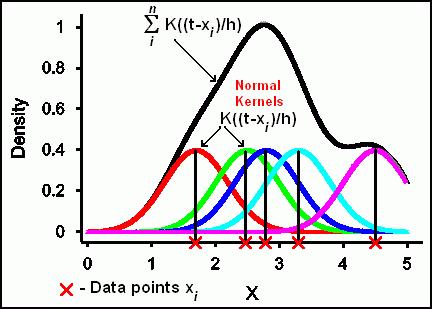 n
∑ K((t-xᵢ)/h)
i
Normal
Kernels
K((t-xᵢ)/h)
Density
1
0.8
0.6
0.4
0.2
0
0 1 2 3 4 5
X
× - Data points xᵢ